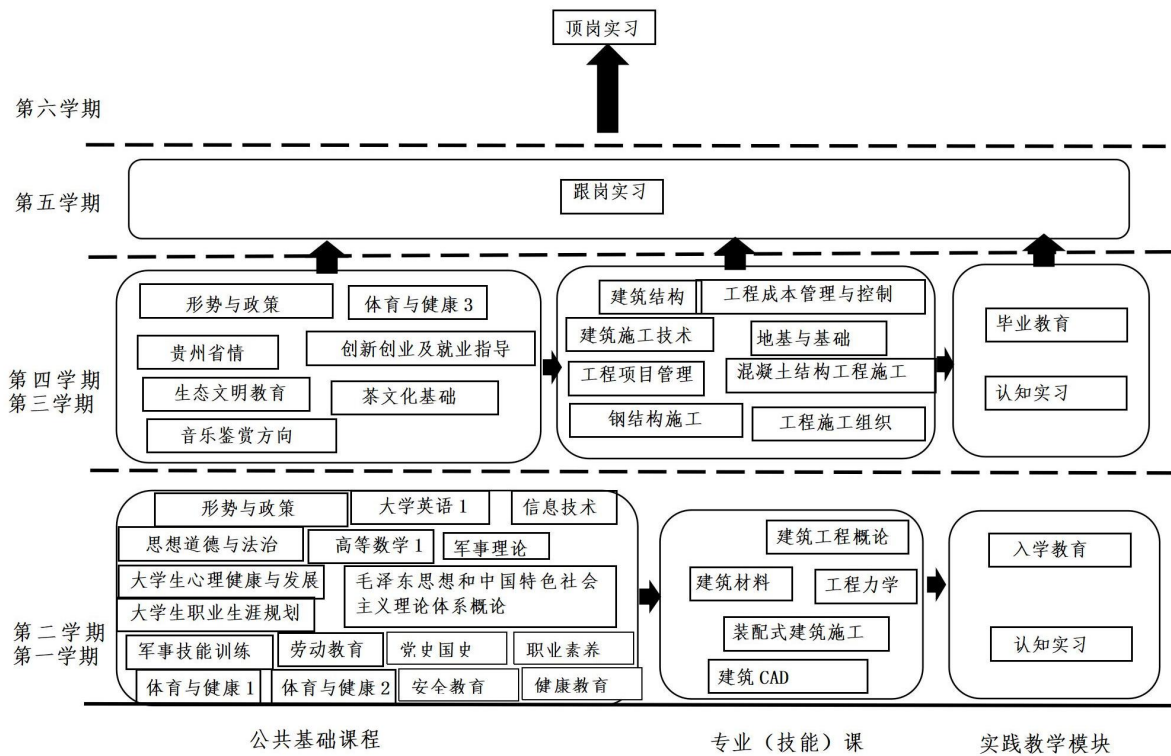 顶岗实习
第六学期
第五学期
跟岗实习
第四学期
第三学期
形势与政策
体育与健康 3
贵州省情
创新创业及就业指导
生态文明教育
茶文化基础
音乐鉴赏方向
建筑结构
工程成本管理与控制
建筑施工技术
地基与基础
工程项目管理
混凝土结构工程施工
钢结构施工
工程施工组织
毕业教育
认知实习
第二学期
第一学期
形势与政策
大学英语 1
信息技术
思想道德与法治
高等数学 1
军事理论
大学生心理健康与发展
毛泽东思想和中国特色社会
主义理论体系概论
大学生职业生涯规划
军事技能训练
劳动教育
党史国史
职业素养
体育与健康 1
体育与健康 2
安全教育
健康教育
建筑工程概论
建筑材料
工程力学
装配式建筑施工
建筑 CAD
入学教育
认知实习
公共基础课程
专业（技能）课
实践教学模块